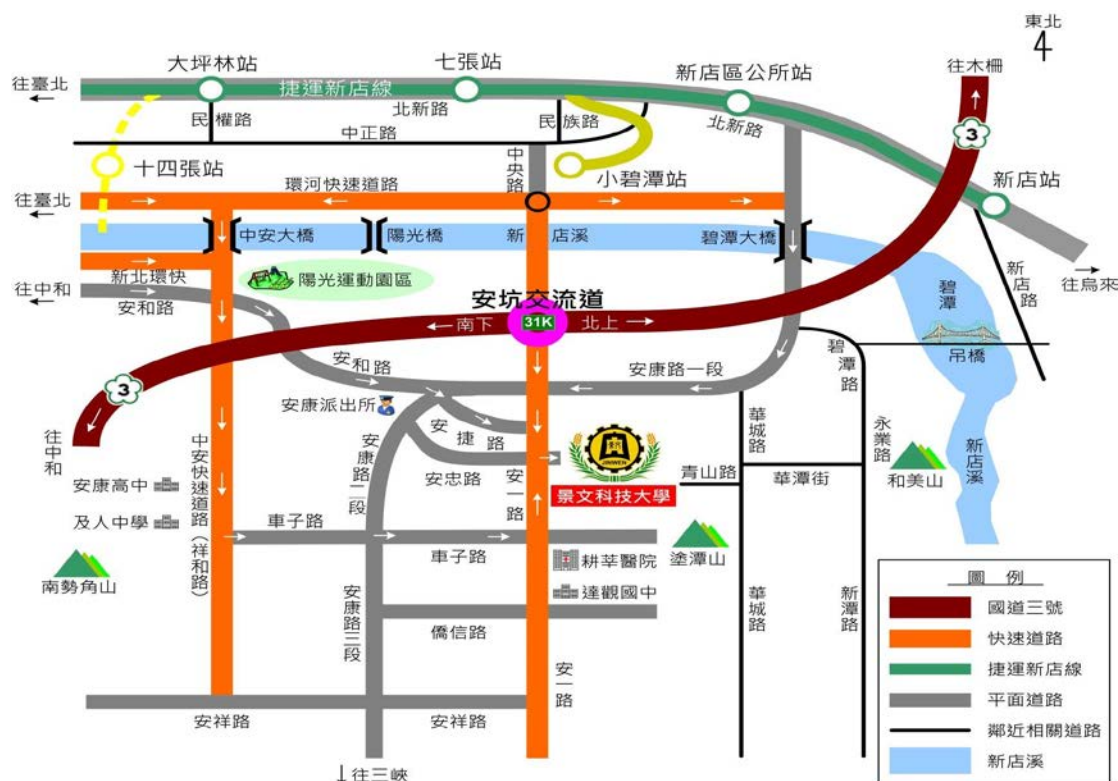 東北
4
往木柵
大坪林站
七張站
新店區公所站
往臺北
捷運新店線
北新路
北新路
民權路
中正路
民族路
3
十四張站
中央路
小碧潭站
新店站
往臺北
環河快速道路
中安大橋
陽光橋
新店溪
碧潭大橋
往烏來
新北環快
陽光運動園區
安坑交流道
碧潭
新店路
往中和
安和路
31K
南下
北上
碧潭路
吊橋
安和路
安康路一段
3
安康派出所
安捷路
華城路
永業路
新店溪
往中和
中安快速道路(祥和路)
安康路二段
安忠路
安一路
JINWEN
景文科技大學
青山路
華潭街
和美山
安康高中
及人中學
車子路
車子路
耕莘醫院
塗潭山
南勢角山
達觀國中
安康路三段
僑信路
華城路
新潭路
安一路
安祥路
安祥路
往三峽
圖例
國道三號
快速道路
捷運新店線
平面道路
鄰近相關道路
新店溪